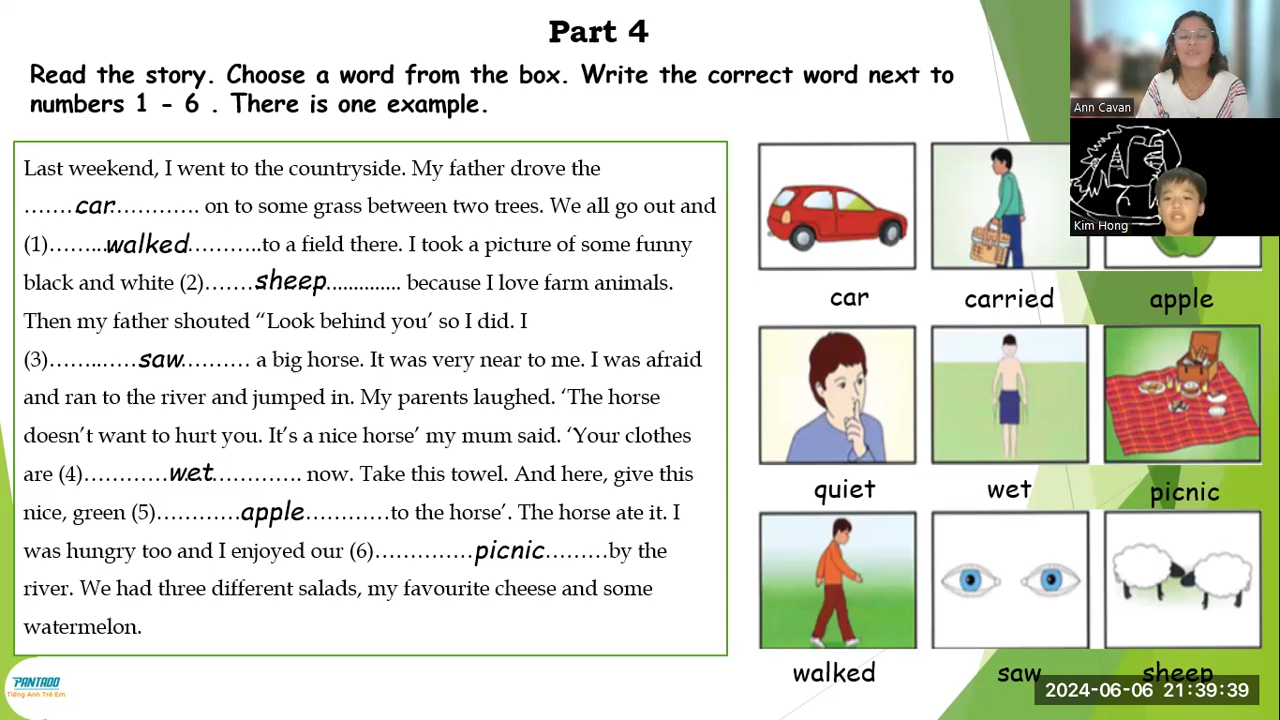 Part 4
Read the story. Choose a word from the box. Write the correct word next to
numbers 1 - 6 . There is one example.
Last weekend, I went to the countryside. My father drove the
…….car…………. on to some grass between two trees. We all go out and
(1)……...walked………..to a field there. I took a picture of some funny
black and white (2)…….sheep.............. because I love farm animals.
Then my father shouted “Look behind you’ so I did. I
(3)……..…..saw………. a big horse. It was very near to me. I was afraid
and ran to the river and jumped in. My parents laughed. ‘The horse
doesn’t want to hurt you. It’s a nice horse’ my mum said. ‘Your clothes
are (4)…………wet…………. now. Take this towel. And here, give this
nice, green (5)…………apple…………to the horse’. The horse ate it. I
was hungry too and I enjoyed our (6)……………picnic………by the
river. We had three different salads, my favourite cheese and some
watermelon.
car
carried
apple
quiet
wet
picnic
walked
saw
sheep
Ann Cavan
Kim Hong
PANTADO
Tiếng Anh Trẻ Em
2024-06-06 21:39:39